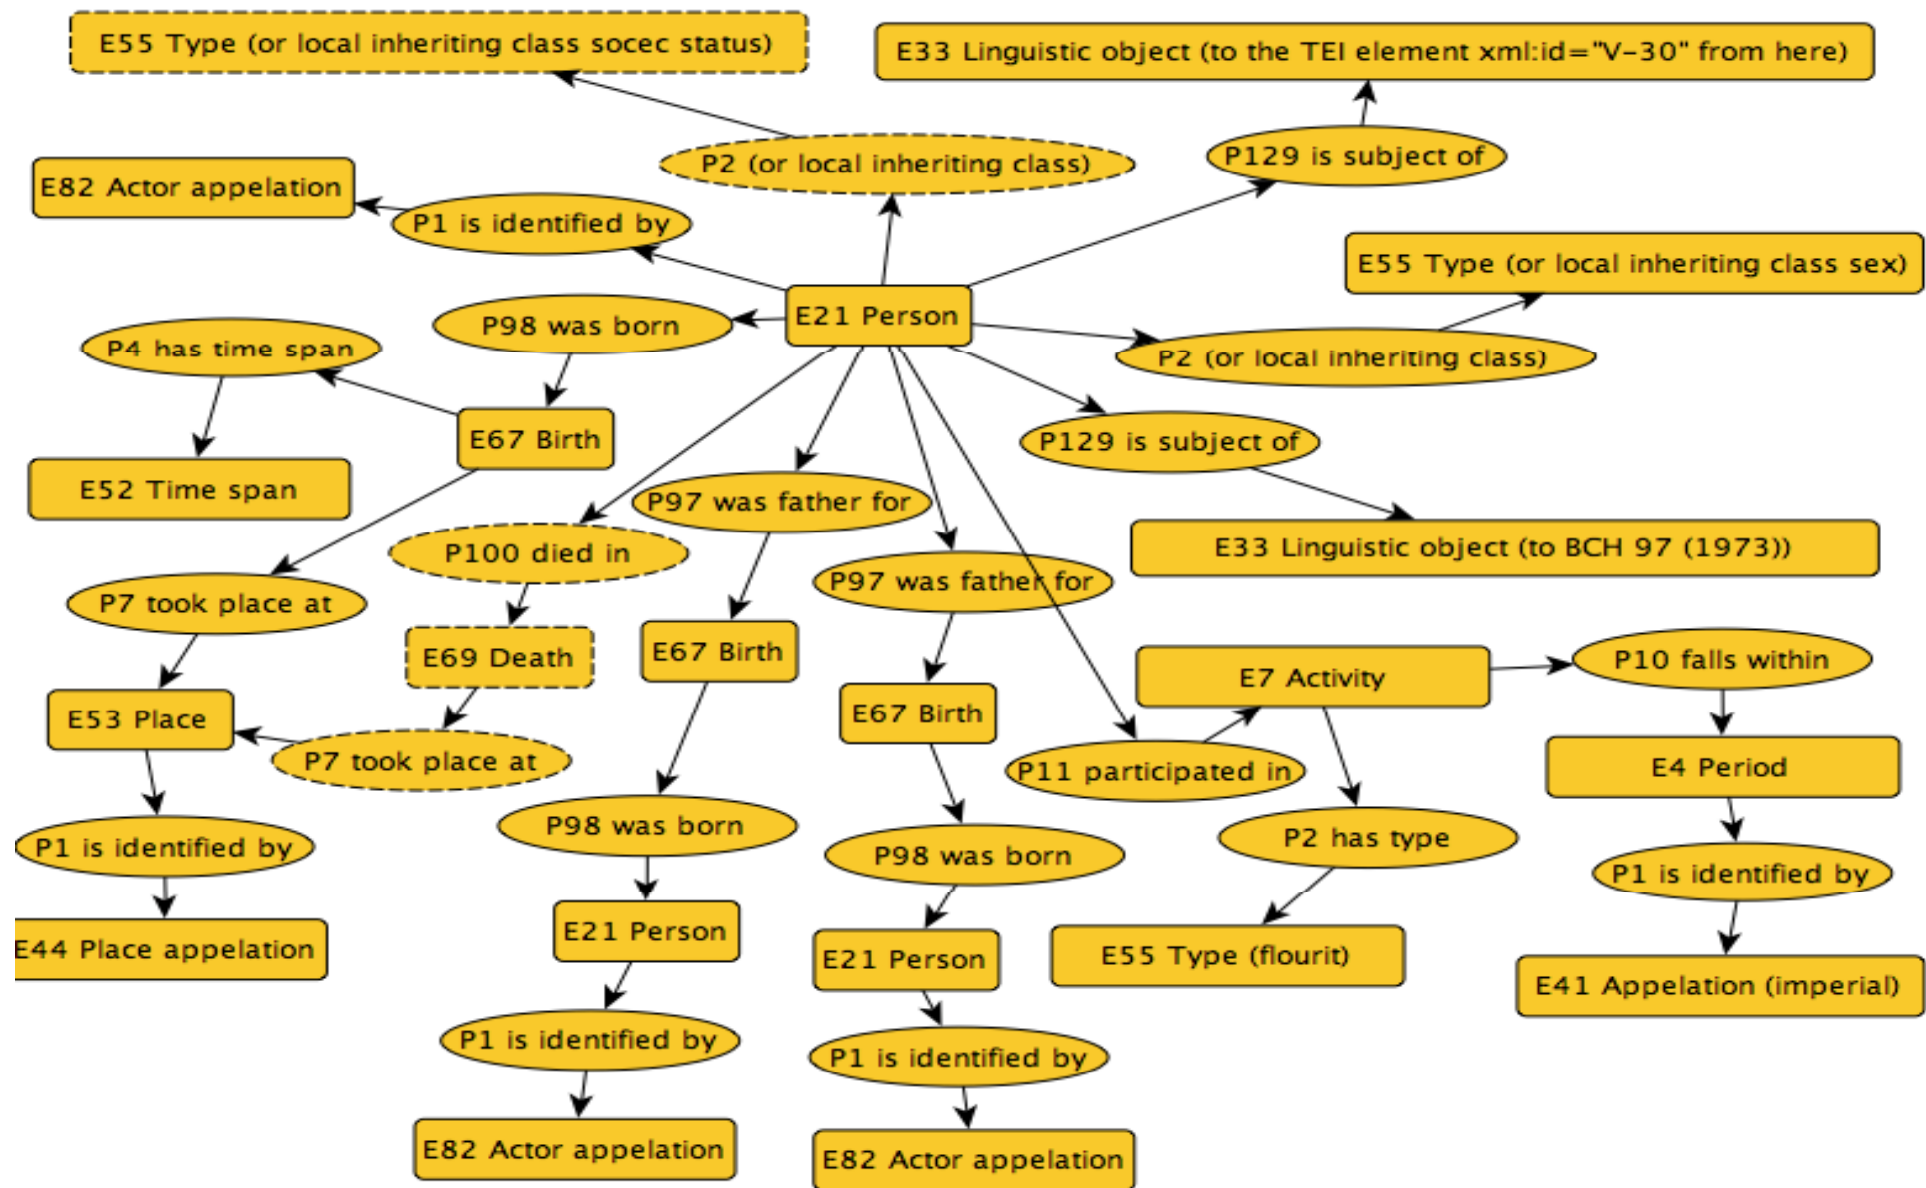 E55 Type (or local inheriting class socec status)
E33 Linguistic object (to the TEI element xml:id="V-30" from here)
P2 (or local inheriting class)
P129 is subject of
E82 Actor appelation
P1 is identified by
E55 Type (or local inheriting class sex)
E21 Person
P98 was born
P4 has time span
P2 (or local inheriting class)
E67 Birth
P129 is subject of
E52 Time span
P97 was father for
P100 died in
E33 Linguistic object (to BCH 97 (1973))
P97 was father for
P7 took place at
E69 Death
E67 Birth
E7 Activity
P10 falls within
E53 Place
E67 Birth
P7 took place at
P11 participated in
E4 Period
P98 was born
P2 has type
P1 is identified by
P98 was born
P1 is identified by
E21 Person
E44 Place appelation
E21 Person
E55 Type (flourit)
E41 Appelation (imperial)
P1 is identified by
P1 is identified by
E82 Actor appelation
E82 Actor appelation